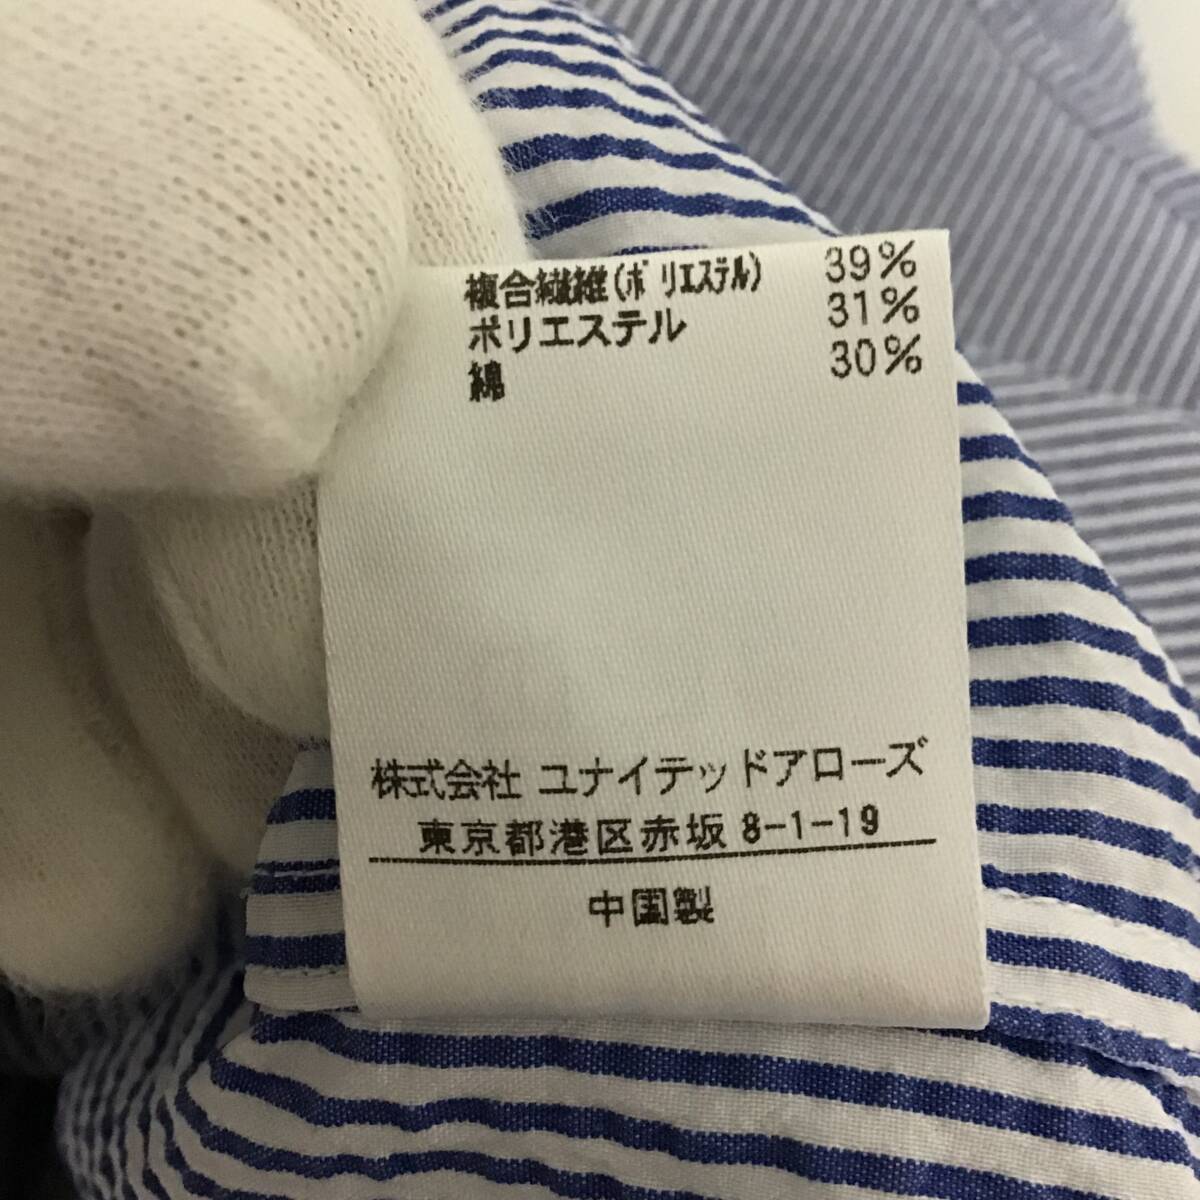 複合繊維(ポリエステル) 39%
ポリエステル 31%
綿 30%
株式会社 ユナイテッドアローズ
東京都港区赤坂 8-1-19
中国製